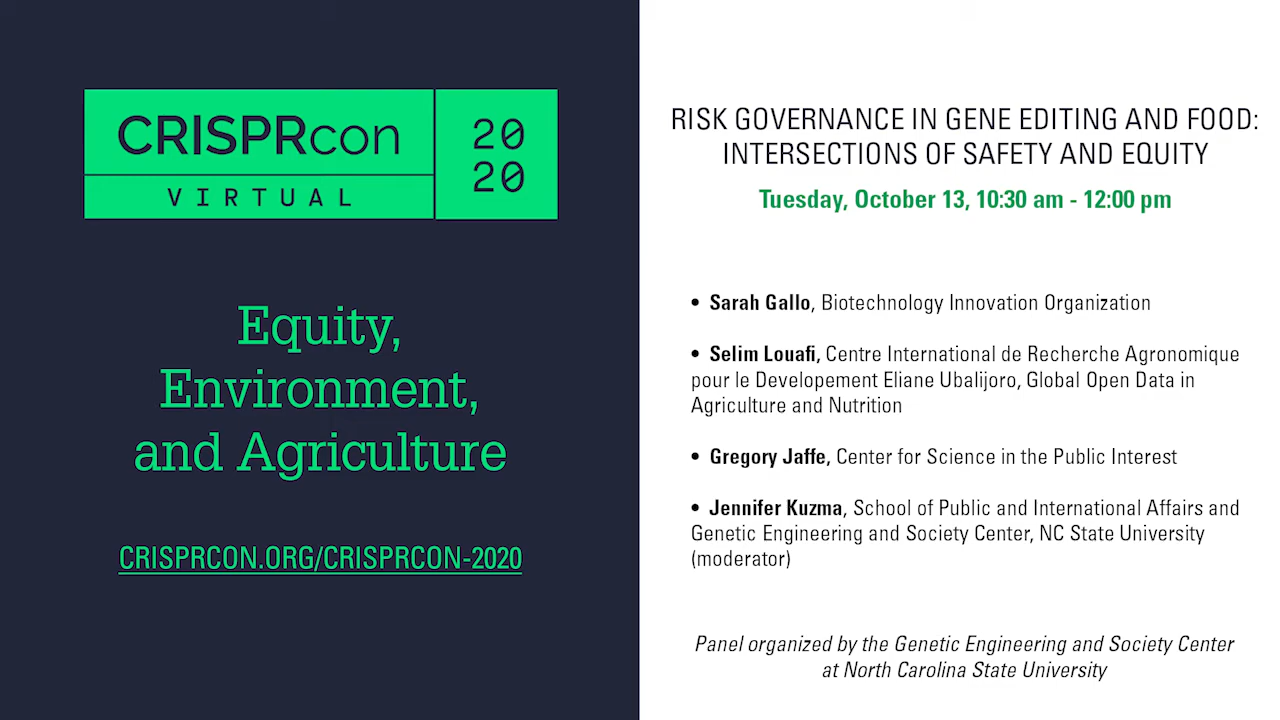 CRISPRcon
VIRTUAL
20
20
Equity,
Environment,
and Agriculture
CRISPRCON.ORG/CRISPRCON-2020
RISK GOVERNANCE IN GENE EDITING AND FOOD:
INTERSECTIONS OF SAFETY AND EQUITY
Tuesday, October 13, 10:30 am - 12:00 pm
• Sarah Gallo, Biotechnology Innovation Organization
• Selim Louafi, Centre International de Recherche Agronomique
pour le Developement Eliane Ubalijoro, Global Open Data in
Agriculture and Nutrition
• Gregory Jaffe, Center for Science in the Public Interest
• Jennifer Kuzma, School of Public and International Affairs and
Genetic Engineering and Society Center, NC State University
(moderator)
Panel organized by the Genetic Engineering and Society Center
at North Carolina State University